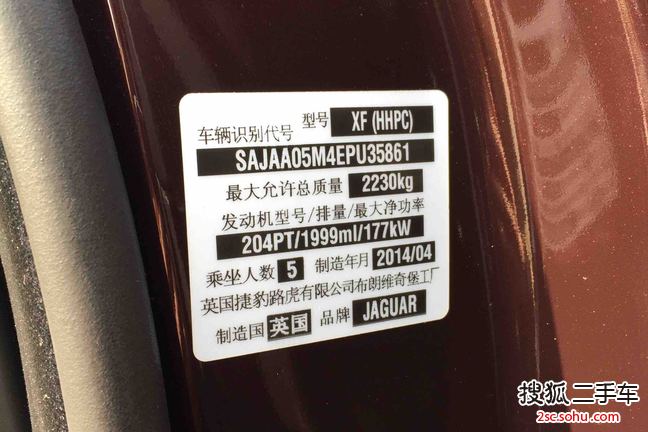 型号 XF (HHPC)
车辆识别代号
SAJAA05M4EPU35861
最大允许总质量 2230kg
发动机型号/排量/最大净功率
204PT/1999ml/177kW
乘坐人数 5 制造年月 2014/04
英国捷豹路虎有限公司布朗维奇堡工厂
制造国 英国 品牌 JAGUAR
搜狐二手车
2sc.sohu.com